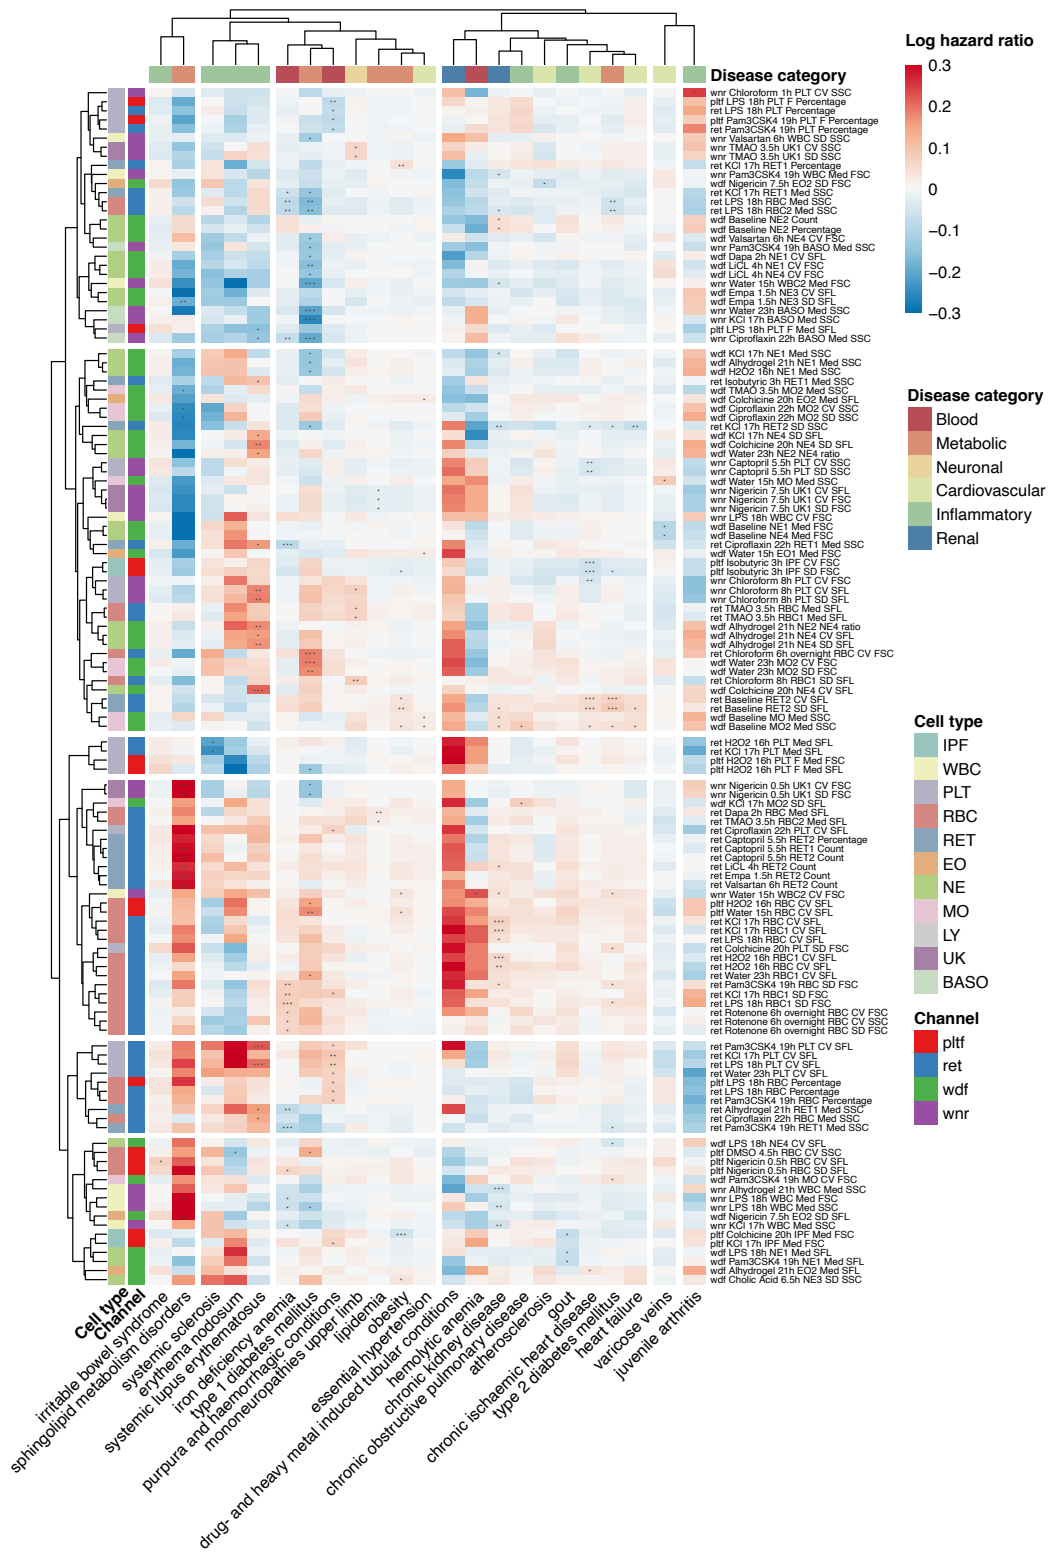 Log hazard ratio
0.3
0.2
0.1
0
−0.1
−0.2
−0.3
Disease category
wnr Chloroform 1h PLT CV SSC
pltf LPS 18h PLT F Percentage
ret LPS 18h PLT Percentage
pltf Pam3CSK4 19h PLT F Percentage
ret Pam3CSK4 19h PLT Percentage
wnr Valsartan 6h WBC SD SSC
wnr TMAO 3.5h UK1 CV SSC
wnr TMAO 3.5h UK1 SD SSC
ret KCl 17h RET1 Percentage
wnr Pam3CSK4 19h WBC Med FSC
wdf Nigericin 7.5h EO2 SD FSC
ret KCl 17h RET1 Med SSC
ret LPS 18h RBC Med SSC
ret LPS 18h RBC2 Med SSC
wdf Baseline NE2 Count
wdf Baseline NE2 Percentage
wdf Valsartan 6h NE4 CV FSC
wnr Pam3CSK4 19h BASO Med SSC
wdf Dapa 2h NE1 CV SFL
wdf LiCL 4h NE1 CV FSC
wdf LiCL 4h NE4 CV FSC
wnr Water 15h WBC2 Med FSC
wdf Empa 1.5h NE3 CV SFL
wdf Empa 1.5h NE3 SD SFL
wnr Water 23h BASO Med SSC
wnr KCl 17h BASO Med SSC
pltf LPS 18h PLT F Med SFL
wnr Ciproflaxin 22h BASO Med SSC
wdf KCl 17h NE1 Med SSC
wdf Alhydrogel 21h NE1 Med SSC
wdf H2O2 16h NE1 Med SSC
ret Isobutyric 3h RET1 Med SSC
wdf TMAO 3.5h MO2 Med SSC
wdf Colchicine 20h EO2 Med SFL
wdf Ciproflaxin 22h MO2 CV SSC
wdf Ciproflaxin 22h MO2 SD SSC
ret KCl 17h RET2 SD SSC
wdf KCl 17h NE4 SD SFL
wdf Colchicine 20h NE4 SD SFL
wdf Water 23h NE2 NE4 ratio
wnr Captopril 5.5h PLT CV SSC
wnr Captopril 5.5h PLT SD SSC
wdf Water 15h MO Med SSC
wnr Nigericin 7.5h UK1 CV SFL
wnr Nigericin 7.5h UK1 CV FSC
wnr Nigericin 7.5h UK1 SD FSC
wnr LPS 18h WBC CV FSC
wdf Baseline NE1 Med FSC
wdf Baseline NE4 Med FSC
ret Ciproflaxin 22h RET1 Med SSC
wdf Water 15h EO1 Med FSC
pltf Isobutyric 3h IPF CV FSC
pltf Isobutyric 3h IPF SD FSC
wnr Chloroform 8h PLT CV FSC
wnr Chloroform 8h PLT CV SFL
wnr Chloroform 8h PLT SD SFL
ret TMAO 3.5h RBC Med SFL
ret TMAO 3.5h RBC1 Med SFL
wdf Alhydrogel 21h NE2 NE4 ratio
wdf Alhydrogel 21h NE4 CV SFL
wdf Alhydrogel 21h NE4 SD SFL
ret Chloroform 6h overnight RBC CV FSC
wdf Water 23h MO2 CV FSC
wdf Water 23h MO2 SD FSC
ret Chloroform 8h RBC1 SD SFL
wdf Colchicine 20h NE4 CV SFL
ret Baseline RET2 CV SFL
ret Baseline RET2 SD SFL
wdf Baseline MO Med SSC
wdf Baseline MO2 Med SSC
ret H2O2 16h PLT Med SFL
ret KCl 17h PLT Med SFL
pltf H2O2 16h PLT F Med FSC
pltf H2O2 16h PLT F Med SFL
wnr Nigericin 0.5h UK1 CV FSC
wnr Nigericin 0.5h UK1 SD FSC
wdf KCl 17h MO2 SD SFL
ret Dapa 2h RBC Med SFL
ret TMAO 3.5h RBC2 Med SFL
ret Ciproflaxin 22h PLT CV SFL
ret Captopril 5.5h RET2 Percentage
ret Captopril 5.5h RET1 Count
ret Captopril 5.5h RET2 Count
ret LiCL 4h RET2 Count
ret Empa 1.5h RET2 Count
ret Valsartan 6h RET2 Count
wnr Water 15h WBC2 CV FSC
pltf H2O2 16h RBC CV SFL
pltf Water 15h RBC CV SFL
ret KCl 17h RBC CV SFL
ret KCl 17h RBC1 CV SFL
ret LPS 18h RBC CV SFL
ret Colchicine 20h PLT SD FSC
ret H2O2 16h RBC1 CV SFL
ret H2O2 16h RBC CV SFL
ret Water 23h RBC1 CV SFL
ret Pam3CSK4 19h RBC SD FSC
ret KCl 17h RBC1 SD FSC
ret LPS 18h RBC1 SD FSC
ret Rotenone 6h overnight RBC CV FSC
ret Rotenone 6h overnight RBC CV SSC
ret Rotenone 6h overnight RBC SD FSC
ret Pam3CSK4 19h PLT CV SFL
ret KCl 17h PLT CV SFL
ret LPS 18h PLT CV SFL
ret Water 23h PLT CV SFL
pltf LPS 18h RBC Percentage
ret LPS 18h RBC Percentage
ret Pam3CSK4 19h RBC Percentage
ret Alhydrogel 21h RET1 Med SSC
ret Ciproflaxin 22h RBC Med SSC
ret Pam3CSK4 19h RET1 Med SSC
wdf LPS 18h NE4 CV SFL
pltf DMSO 4.5h RBC CV SSC
pltf Nigericin 0.5h RBC CV SFL
pltf Nigericin 0.5h RBC SD SFL
wdf Pam3CSK4 19h MO CV FSC
wnr Alhydrogel 21h WBC Med SSC
wnr LPS 18h WBC Med FSC
wnr LPS 18h WBC Med SSC
wdf Nigericin 7.5h EO2 SD SFL
wnr KCl 17h WBC Med SSC
pltf Colchicine 20h IPF Med FSC
pltf KCl 17h IPF Med FSC
wdf LPS 18h NE1 Med SFL
wdf Pam3CSK4 19h NE1 Med SFL
wdf Alhydrogel 21h EO2 Med SFL
wdf Cholic Acid 6.5h NE3 SD SSC
Disease category
Blood
Metabolic
Neuronal
Cardiovascular
Inflammatory
Renal
Cell type
IPF
WBC
PLT
RBC
RET
EO
NE
MO
LY
UK
BASO
Channel
pltf
ret
wdf
wnr
Cell type
Channel
irritable bowel syndrome
sphingolipid metabolism disorders
systemic sclerosis
erythema nodosum
systemic lupus erythematosus
iron deficiency anemia
type 1 diabetes mellitus
purpura and haemorrhagic conditions
mononeuropathies upper limb
lipidemia
obesity
essential hypertension
drug- and heavy metal induced tubular conditions
hemolytic anemia
chronic kidney disease
chronic obstructive pulmonary disease
atherosclerosis
gout
chronic ischaemic heart disease
type 2 diabetes mellitus
heart failure
varicose veins
juvenile arthritis